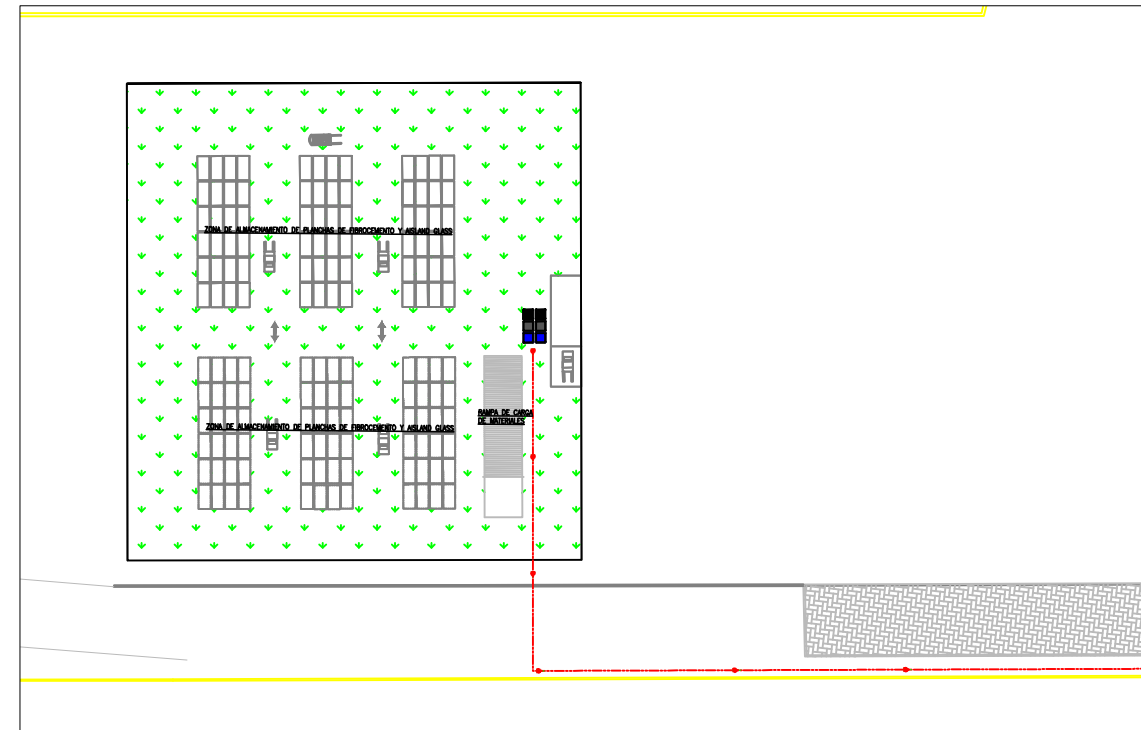 ZONA DE ALMACENAMIENTO DE PLANCHAS DE FIBROCEMENTO Y AISLAND GLASS
RAMPA DE CARGA
DE MATERIALES
ZONA DE ALMACENAMIENTO DE PLANCHAS DE FIBROCEMENTO Y AISLAND GLASS